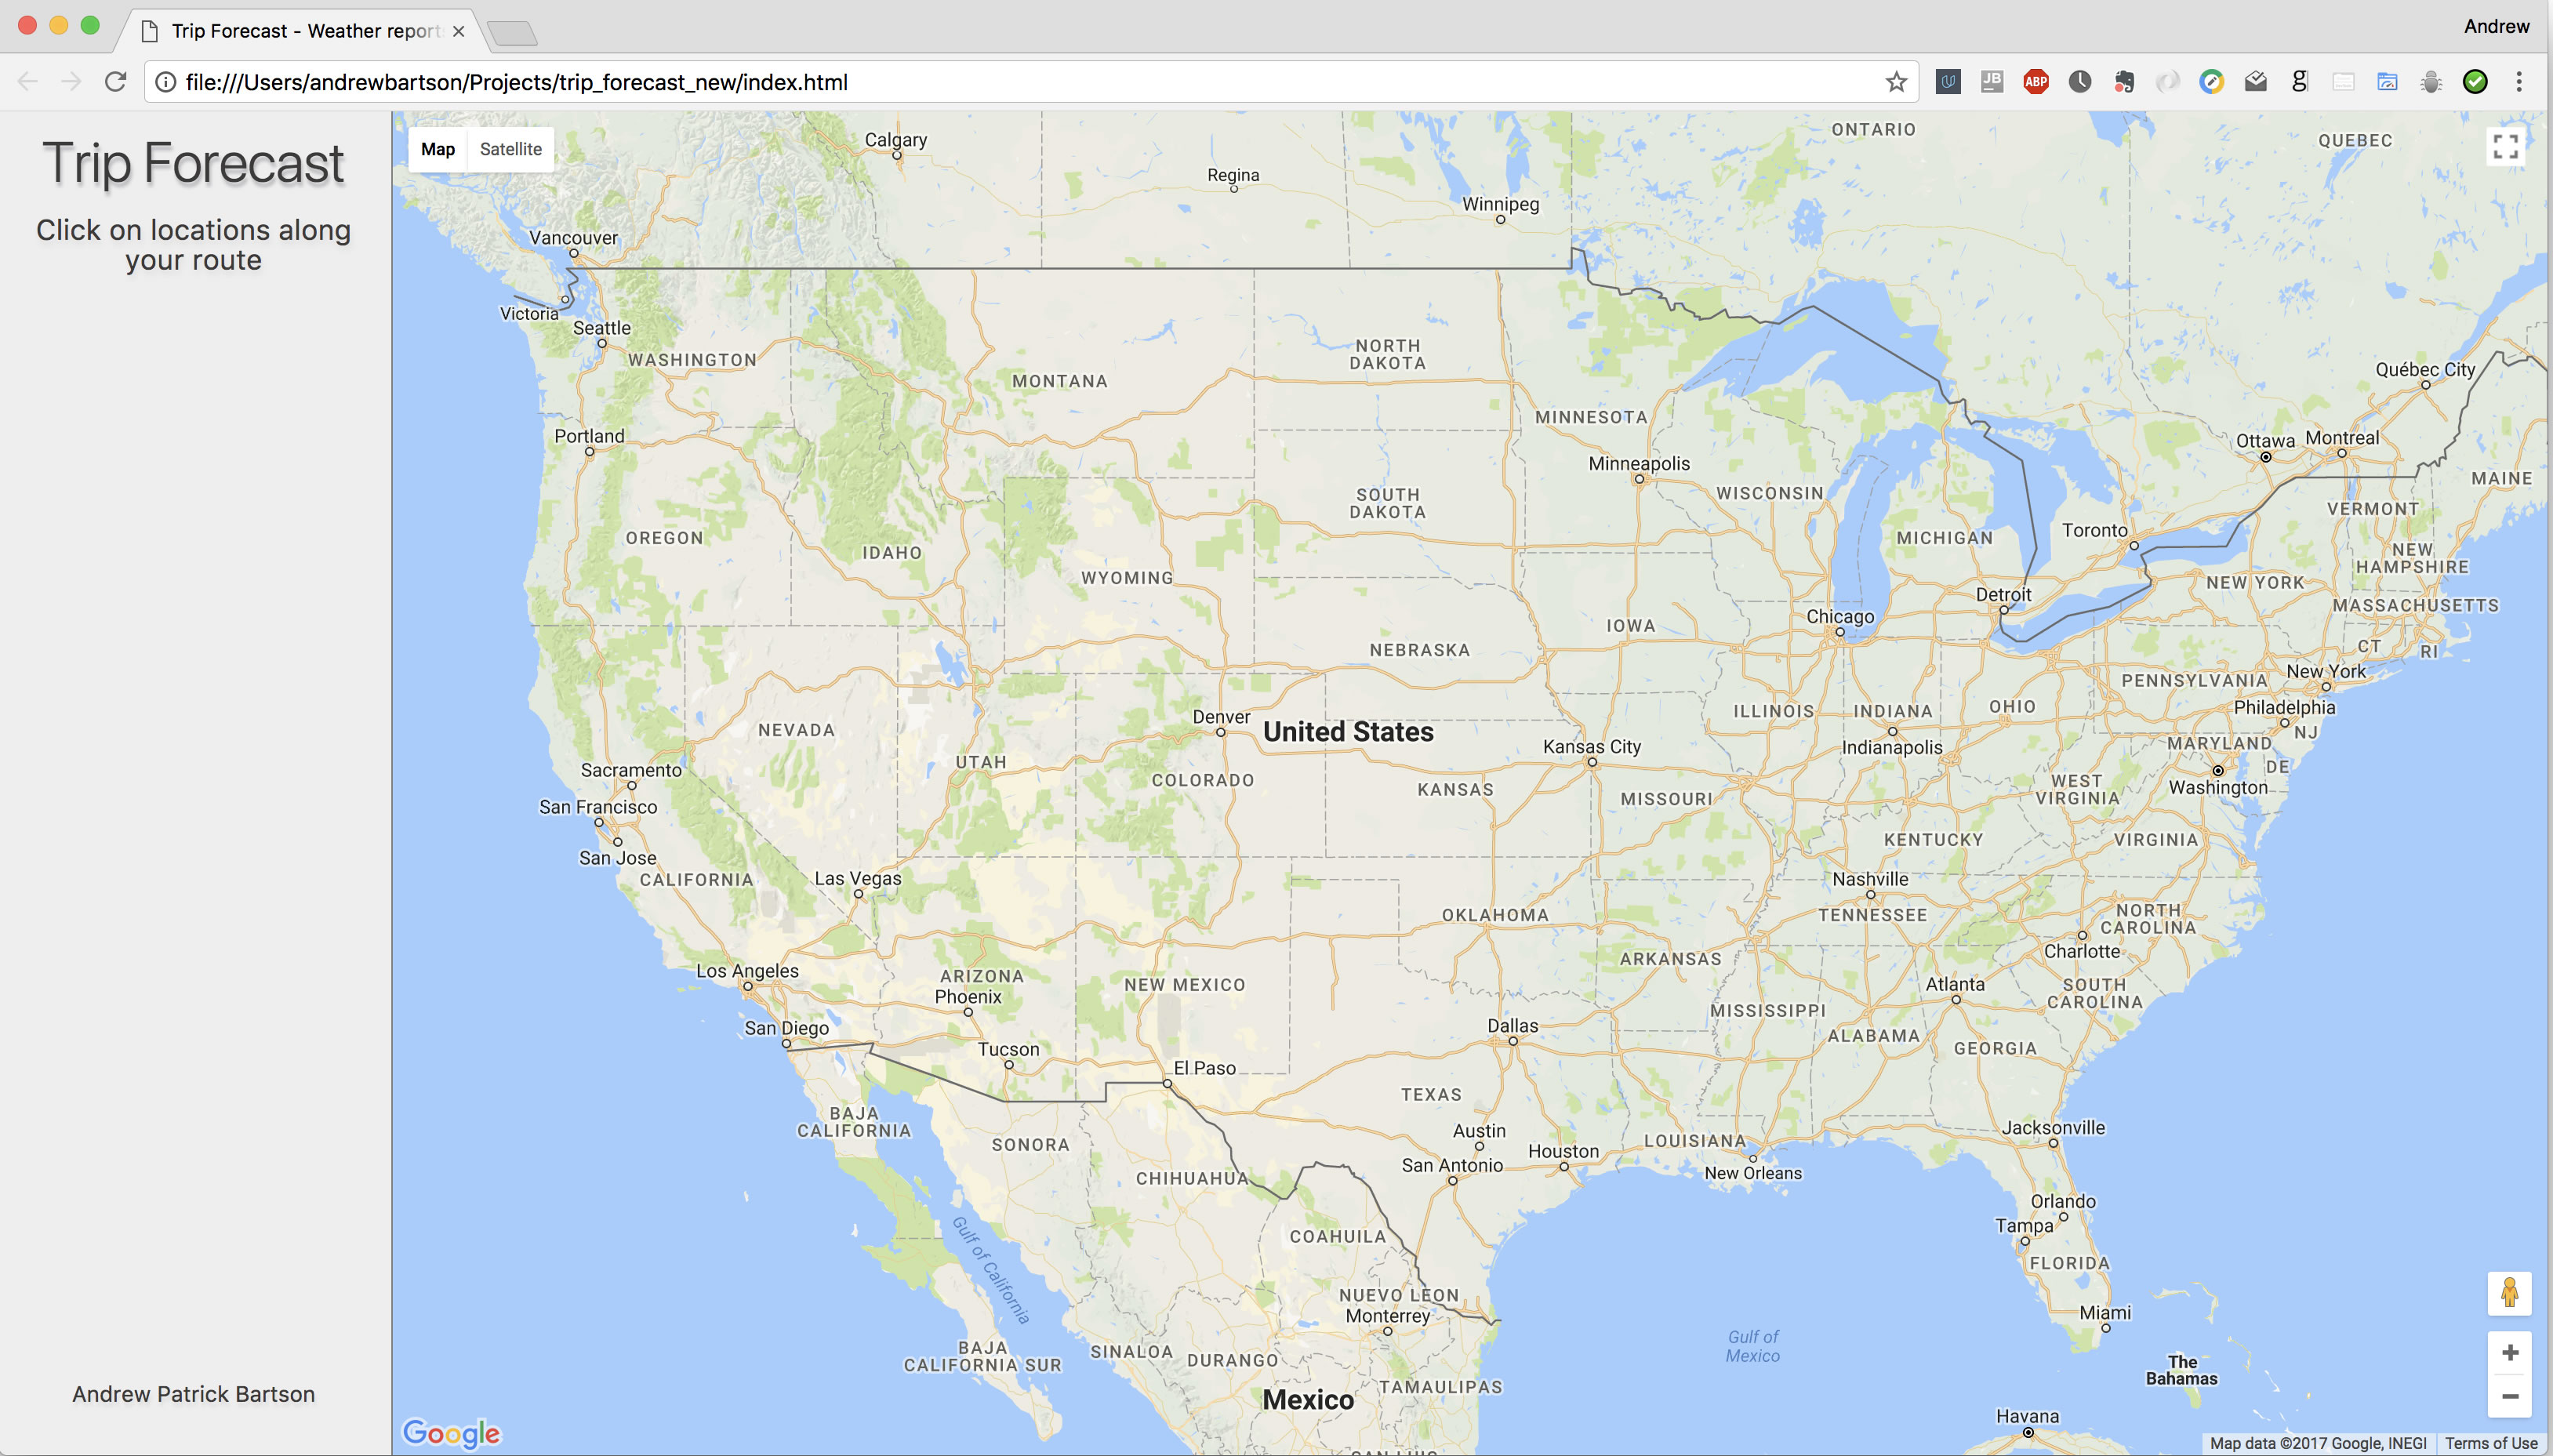 Trip Forecast - Weather report
Andrew
file:///Users/andrewbartson/Projects/trip_forecast_new/index.html
JB
ABP
g
Trip Forecast
Click on locations along
your route
Andrew Patrick Bartson
Map
Satellite
Calgary
Regina
Winnipeg
ONTARIO
QUEBEC
Vancouver
Victoria
Seattle
WASHINGTON
MONTANA
NORTH
DAKOTA
MINNESOTA
Québec City
Ottawa
Montreal
MAINE
Portland
Minneapolis
WISCONSIN
SOUTH
DAKOTA
VERMONT
OREGON
IDAHO
WYOMING
MICHIGAN
Toronto
NEW
HAMPSHIRE
NEW YORK
MASSACHUSETTS
Detroit
Chicago
IOWA
NEBRASKA
CT
RI
New York
PENNSYLVANIA
Philadelphia
NJ
NEVADA
UTAH
Denver
United States
COLORADO
Kansas City
KANSAS
MISSOURI
ILLINOIS
INDIANA
Indianapolis
OHIO
MARYLAND
DE
Washington
WEST
VIRGINIA
VIRGINIA
KENTUCKY
Sacramento
San Francisco
San Jose
CALIFORNIA
Las Vegas
Nashville
TENNESSEE
OKLAHOMA
NORTH
CAROLINA
Charlotte
ARKANSAS
Los Angeles
ARIZONA
Phoenix
NEW MEXICO
Atlanta
SOUTH
CAROLINA
MISSISSIPPI
ALABAMA
GEORGIA
San Diego
Tucson
El Paso
Dallas
TEXAS
BAJA
CALIFORNIA
SONORA
Austin
San Antonio
Houston
LOUISIANA
New Orleans
Jacksonville
CHIHUAHUA
Orlando
Tampa
FLORIDA
COAHUILA
Gulf of California
NUEVO LEON
Monterrey
Miami
BAJA
CALIFORNIA SUR
SINALOA
DURANGO
Gulf of
Mexico
The
Bahamas
Mexico
TAMAULIPAS
Havana
Google
Map data ©2017 Google, INEGI
Terms of Use